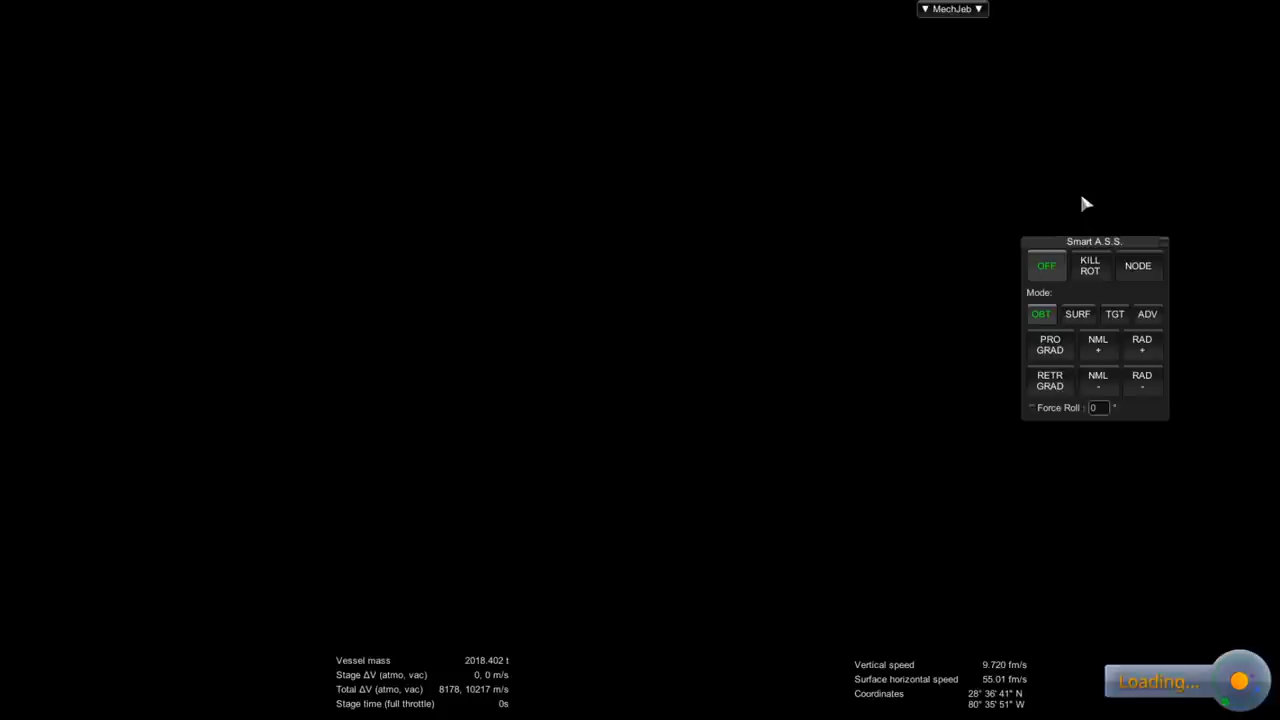 ▼ MechJeb ▼
Smart A.S.S.
OFF
KILL
ROT
NODE
Mode:
OBT SURF TGT ADV
PRO
GRAD
NML
+
RAD
+
RETR
GRAD
NML
-
RAD
-
Force Roll : 0 °
Vessel mass 2018.402 t
Stage ΔV (atmo, vac) 0, 0 m/s
Total ΔV (atmo, vac) 8178, 10217 m/s
Stage time (full throttle) 0s
Vertical speed 9.720 fm/s
Surface horizontal speed 55.01 fm/s
Coordinates 28° 36' 41" N
80° 35' 51" W
Loading...